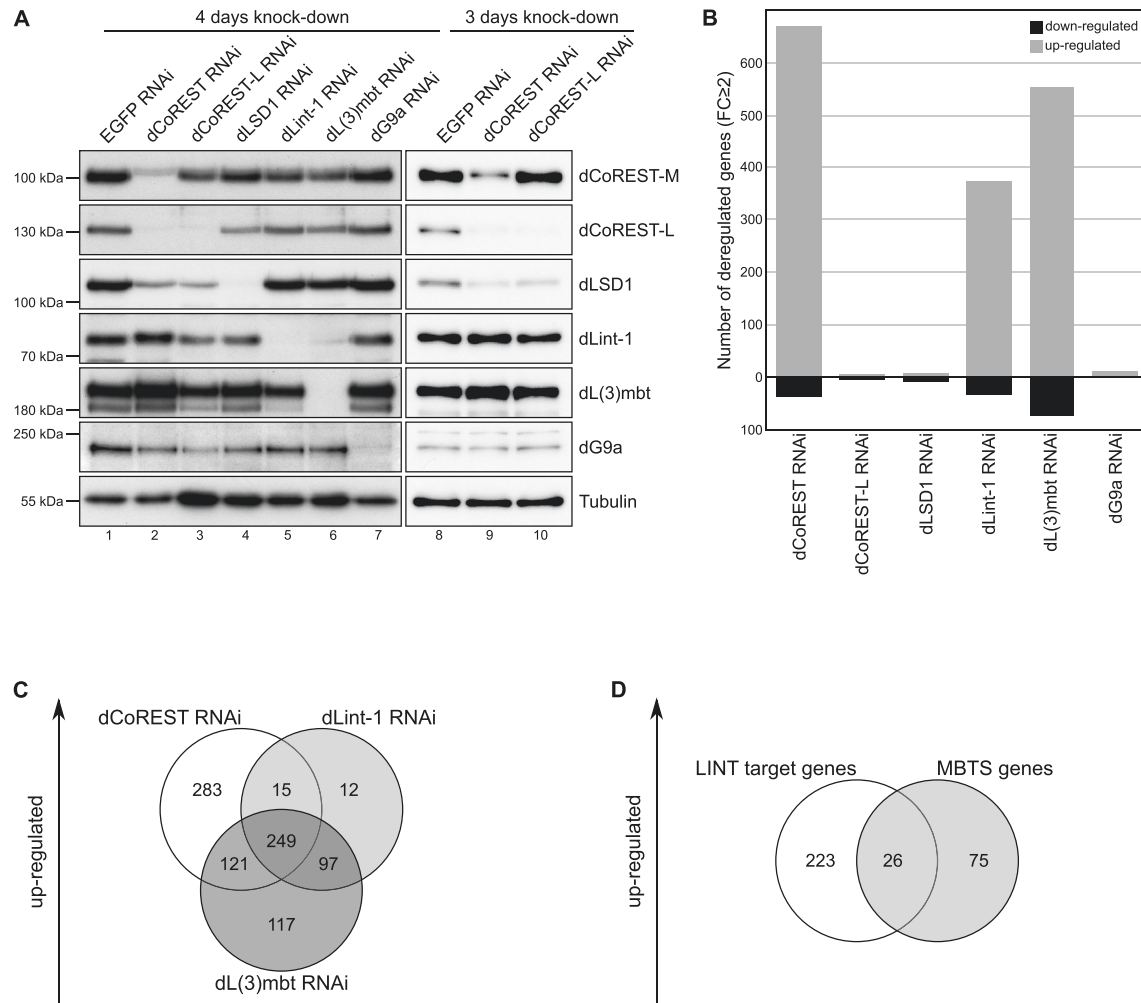 A
4 days knock-down
3 days knock-down
EGFP RNAi
dCoREST RNAi
dCoREST-L RNAi
dLSD1 RNAi
dLint-1 RNAi
dL(3)mbt RNAi
dG9a RNAi
EGFP RNAi
dCoREST RNAi
dCoREST-L RNAi
100 kDa
dCoREST-M
130 kDa
dCoREST-L
dLSD1
100 kDa
dLint-1
70 kDa
dL(3)mbt
180 kDa
250 kDa
dG9a
55 kDa
Tubulin
1 2 3 4 5 6 7 8 9 10
B
down-regulated
up-regulated
Number of deregulated genes (FC≥2)
600
500
400
300
200
100
0
100
dCoREST RNAi
dCoREST-L RNAi
dLSD1 RNAi
dLint-1 RNAi
dL(3)mbt RNAi
dG9a RNAi
C
up-regulated
dCoREST RNAi
dLint-1 RNAi
283
15
12
249
121
97
117
dL(3)mbt RNAi
D
up-regulated
LINT target genes
MBTS genes
223
26
75